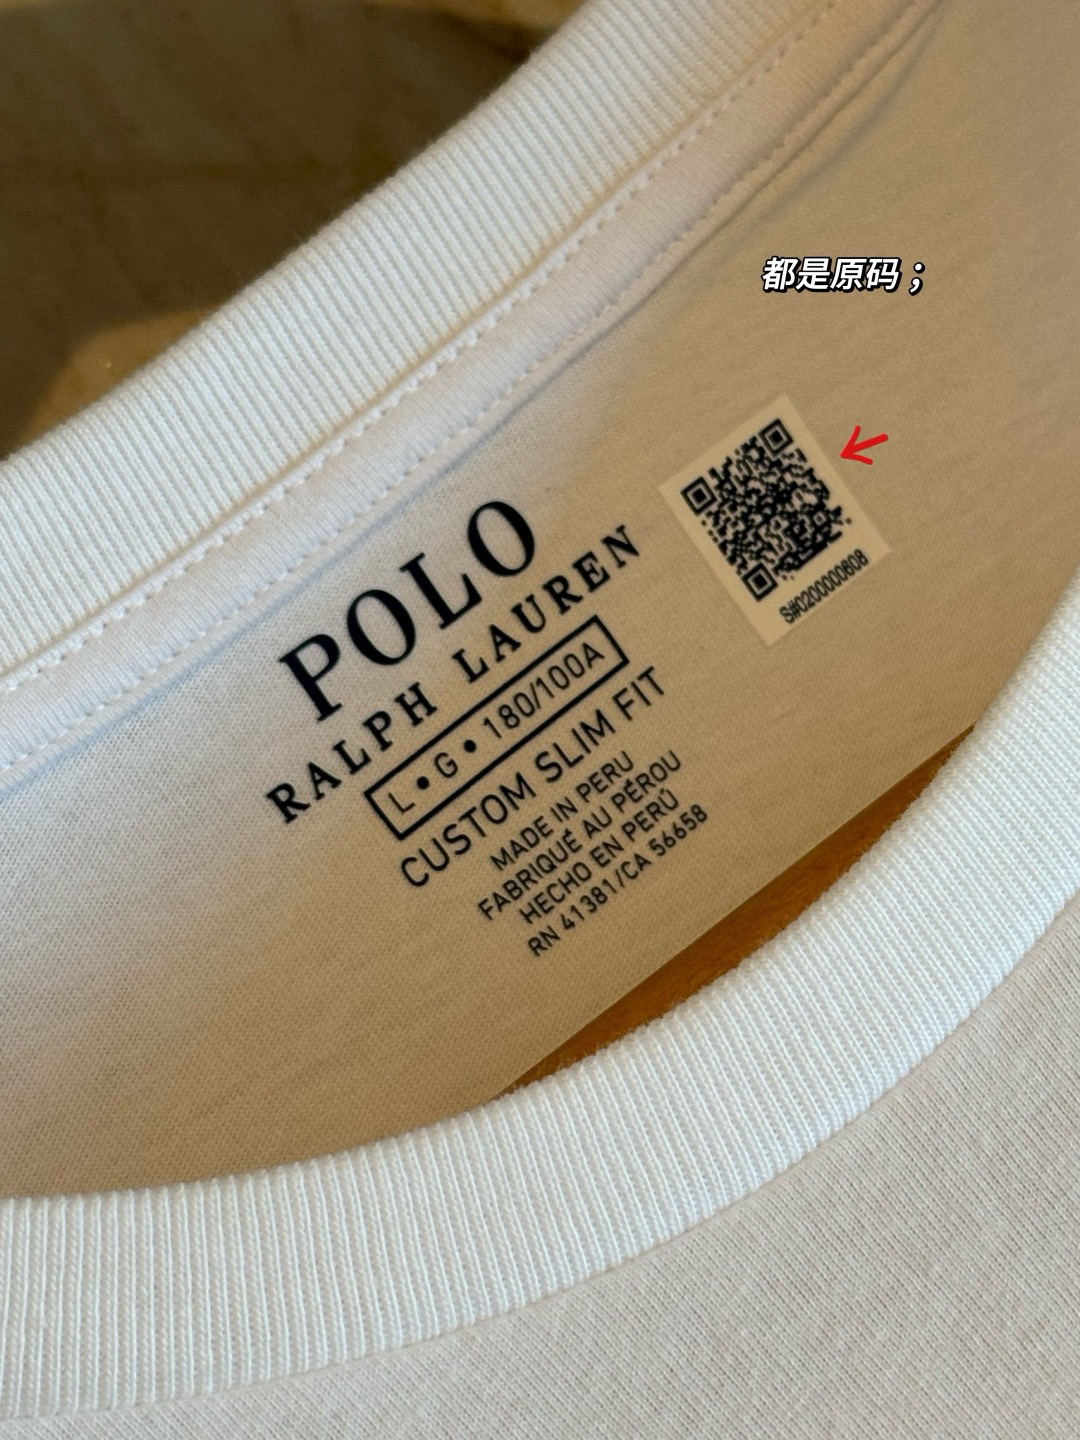 都是原码；
S#0200000608
POLO
RALPH LAUREN
L•G•180/100A
CUSTOM SLIM FIT
MADE IN PERU
FABRIQUÉ AU PÉROU
HECHO EN PERÚ
RN 41381/CA 56658